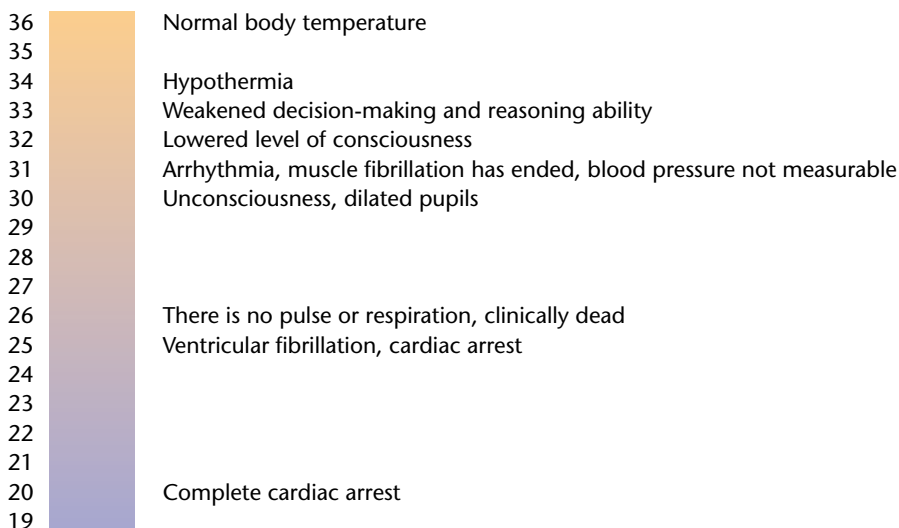 36 Normal body temperature
35
34 Hypothermia
33 Weakened decision-making and reasoning ability
32 Lowered level of consciousness
31 Arrhythmia, muscle fibrillation has ended, blood pressure not measurable
30 Unconsciousness, dilated pupils
29
28
27
26 There is no pulse or respiration, clinically dead
25 Ventricular fibrillation, cardiac arrest
24
23
22
21
20 Complete cardiac arrest
19